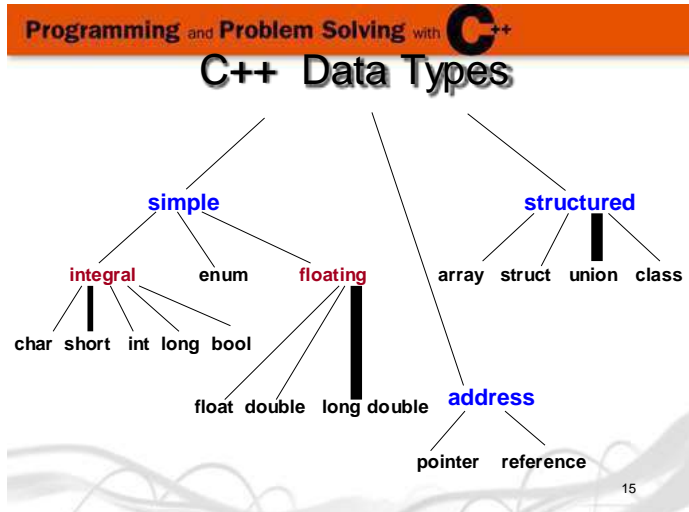 Programming and Problem Solving with C++
C++ Data Types
simple
structured
integral enum floating
array struct union class
char short int long bool
float double long double
address
pointer reference
15